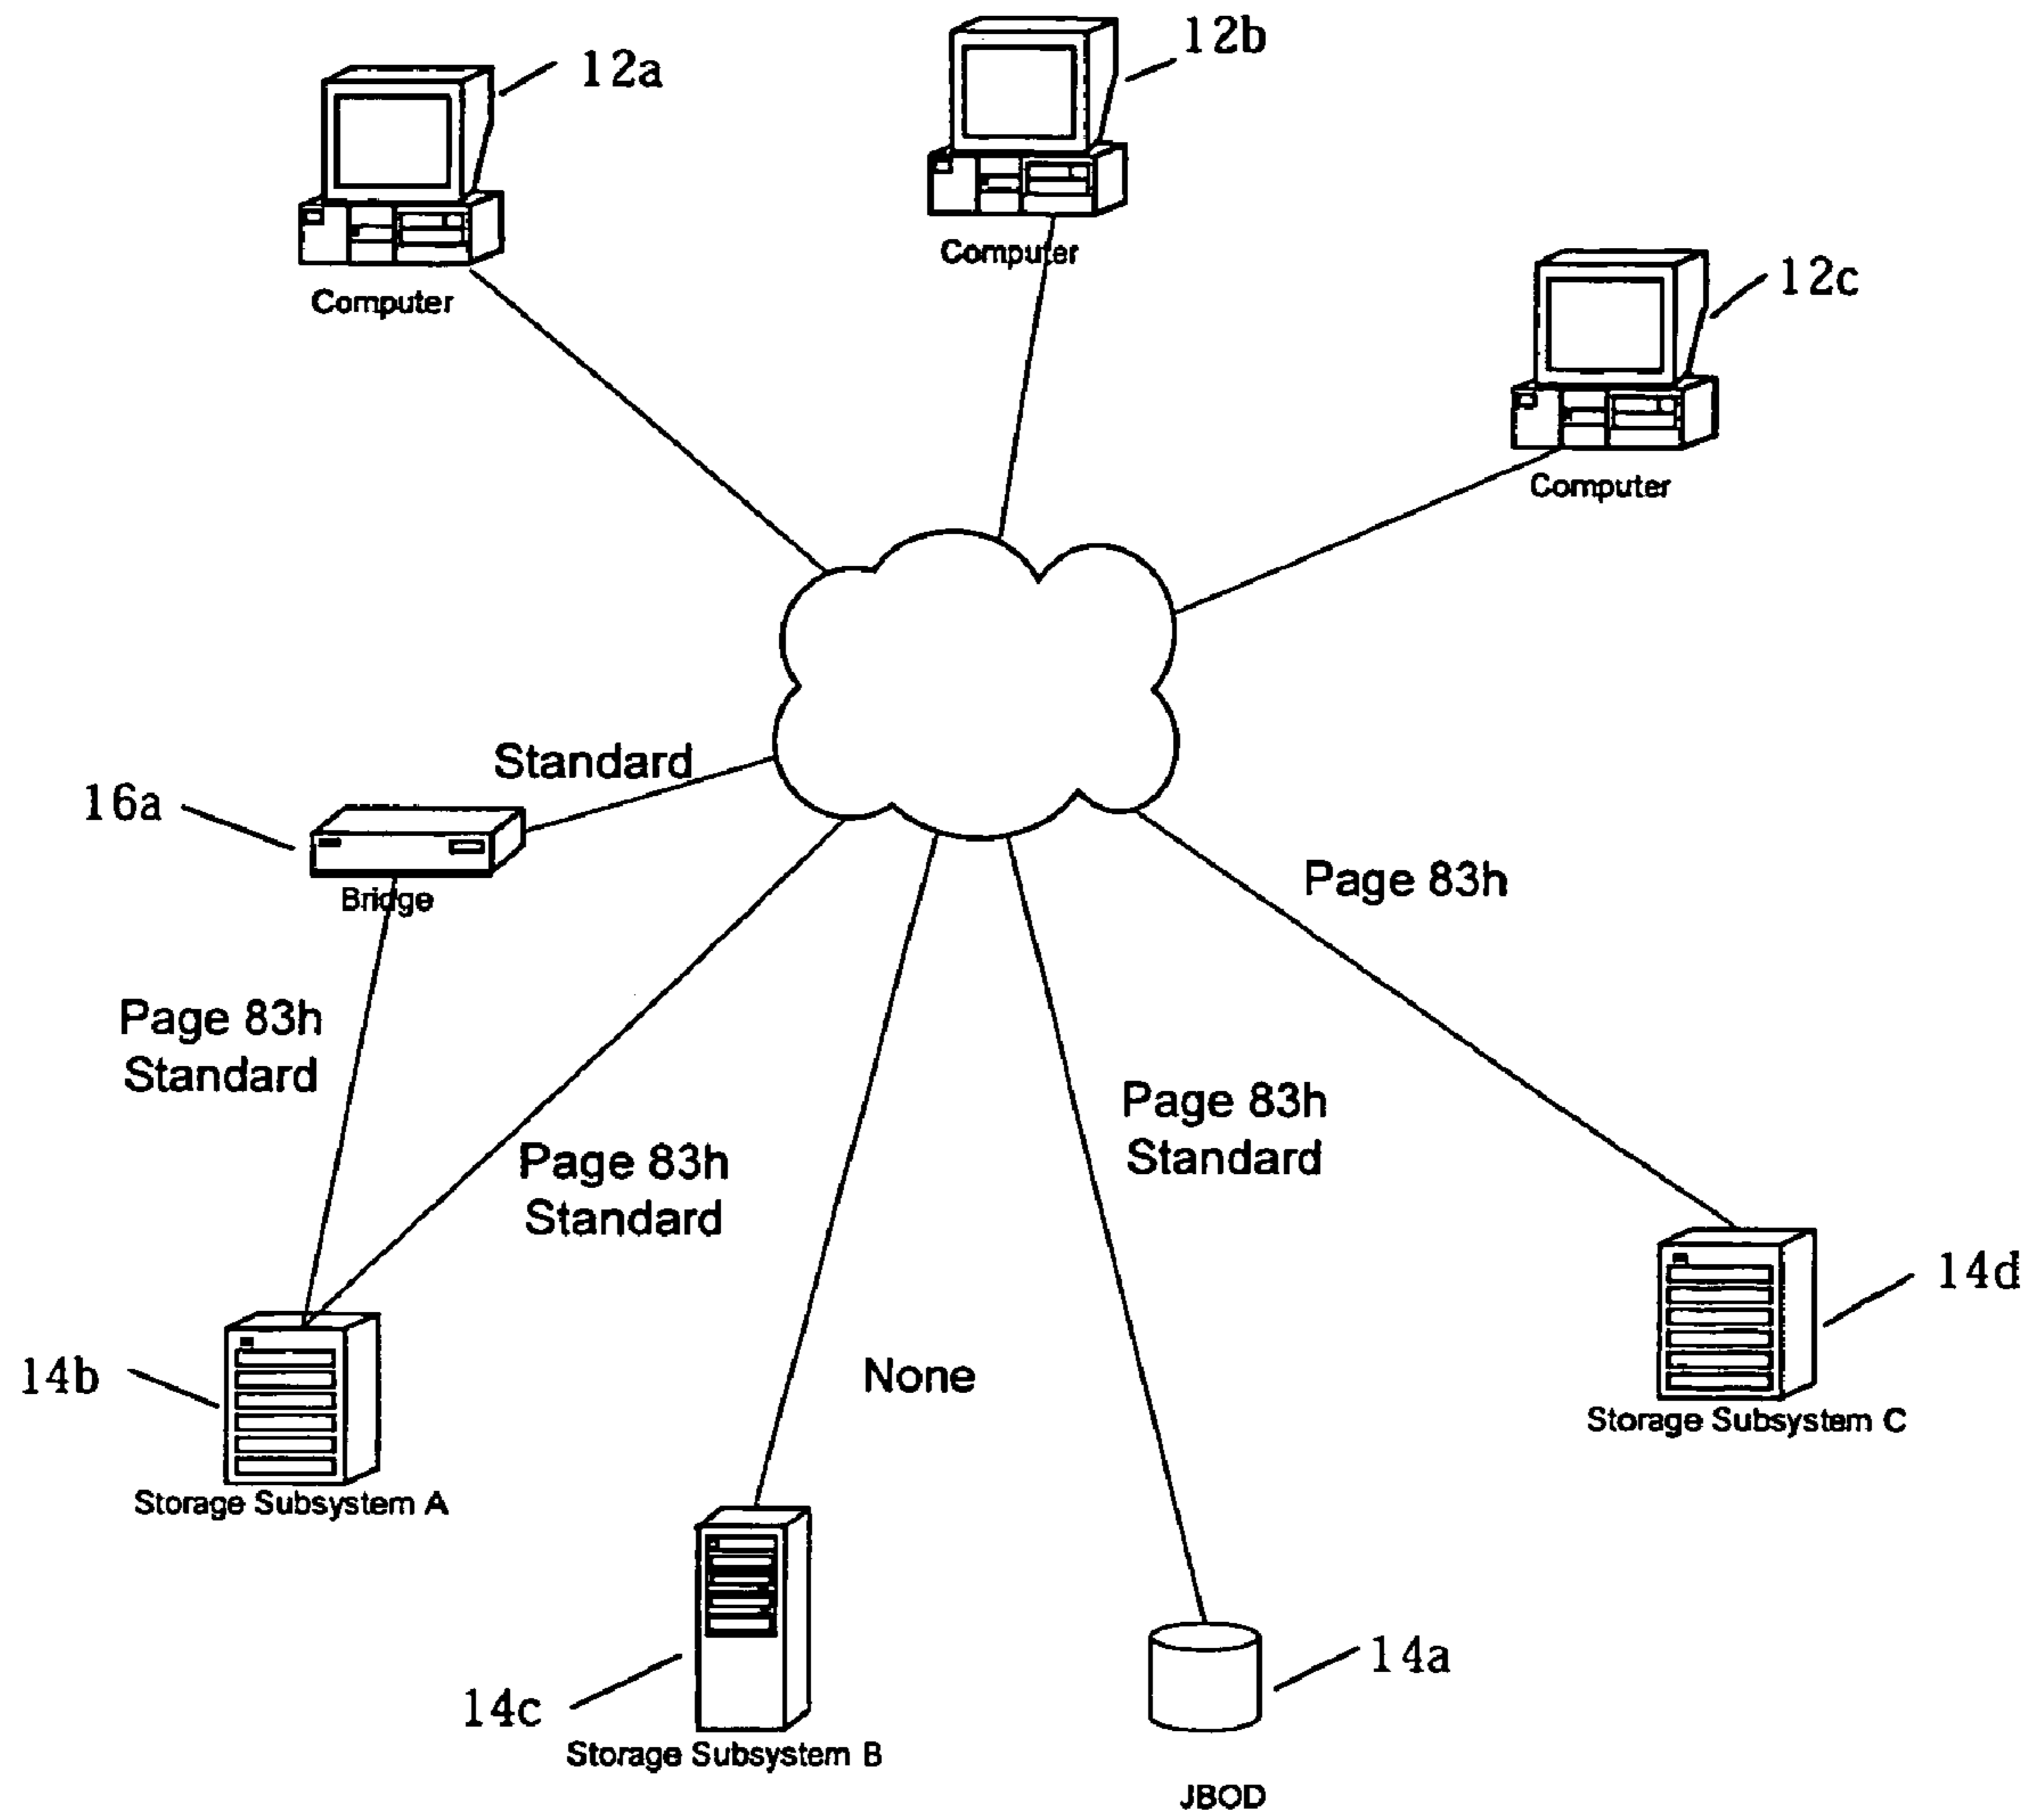 12a
12b
Computer
12c
Computer
Computer
Standard
16a
Bridge
Page 83h
Page 83h
Standard
Page 83h
Standard
Page 83h
Standard
14d
14b
None
Storage Subsystem C
Storage Subsystem A
14a
14c
Storage Subsystem B
JBOD